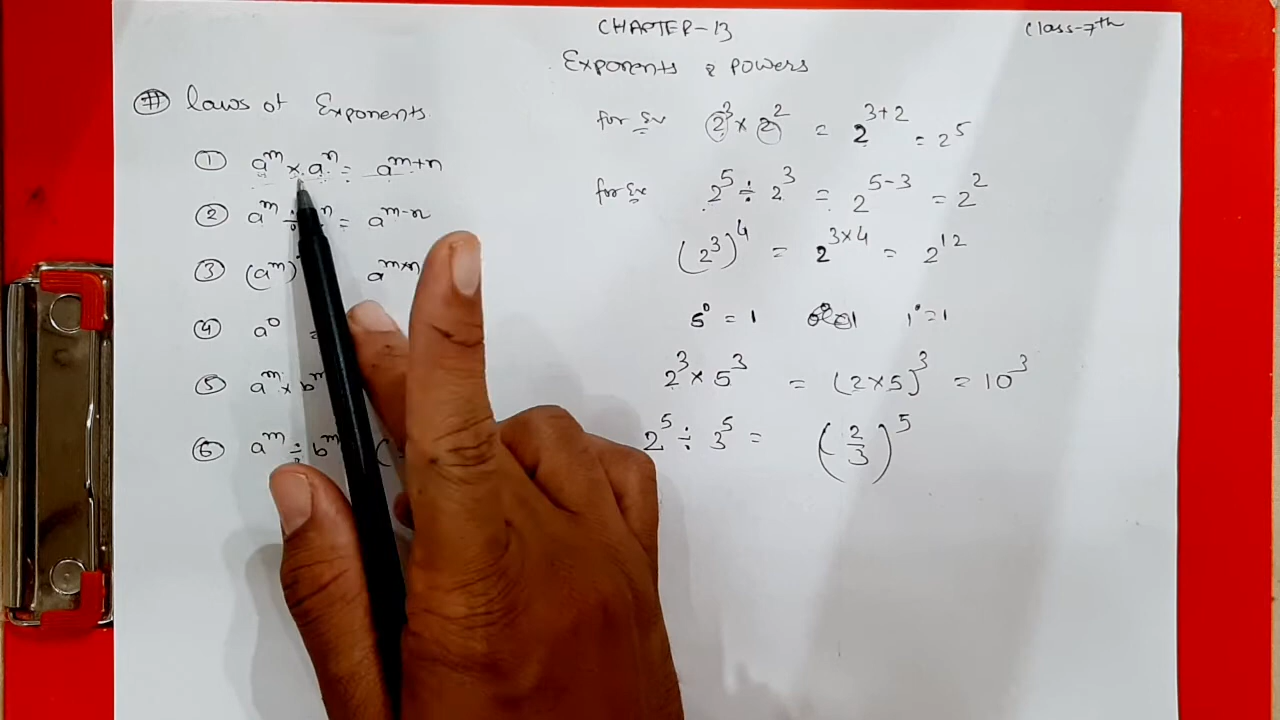 CHAPTER-13
Class-7th
Exponents & Powers
# laws of Exponents
① a^m × a^n = a^m+n
for Ex 2^3 × 2^2 = 2^3+2 = 2^5
② a^m ÷ ^n = a^m-n
for Ex 2^5 ÷ 2^3 = 2^5-3 = 2^2
③ (a^m) a^m×n
(2^3)^4 = 2^3×4 = 2^12
④ a^0 =
5^0 = 1 1^0 = 1
⑤ a^m × b^m
2^3 × 5^3 = (2×5)^3 = 10^3
⑥ a^m ÷ b^m (
2^5 ÷ 3^5 = (2/3)^5